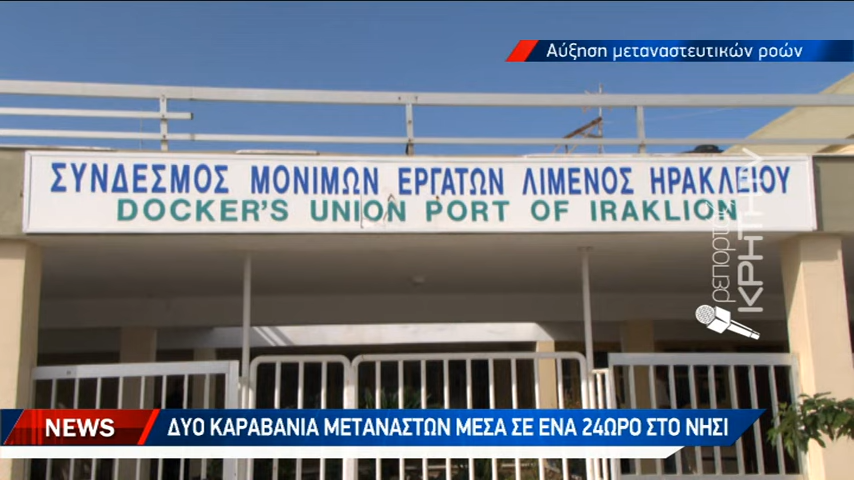 Αύξηση μεταναστευτικών ροών
ΣΥΝΔΕΣΜΟΣ ΜΟΝΙΜΩΝ ΕΡΓΑΤΩΝ ΛΙΜΕΝΟΣ ΗΡΑΚΛΕΙΟΥ
DOCKER'S UNION PORT OF IRAKLION
ρεπορτάζ
ΚΡΗΤΗ TV
NEWS
ΔΥΟ ΚΑΡΑΒΑΝΙΑ ΜΕΤΑΝΑΣΤΩΝ ΜΕΣΑ ΣΕ ΕΝΑ 24ΩΡΟ ΣΤΟ ΝΗΣΙ